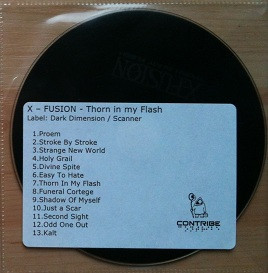 X – FUSION - Thorn in my Flash
Label: Dark Dimension / Scanner
1.Proem
2.Stroke By Stroke
3.Strange New World
4.Holy Grail
5.Divine Spite
6.Easy To Hate
7.Thorn In My Flash
8.Funeral Cortege
9.Shadow Of Myself
10.Just a Scar
11.Second Sight
12.Odd One Out
13.Kalt
CONTRIBE